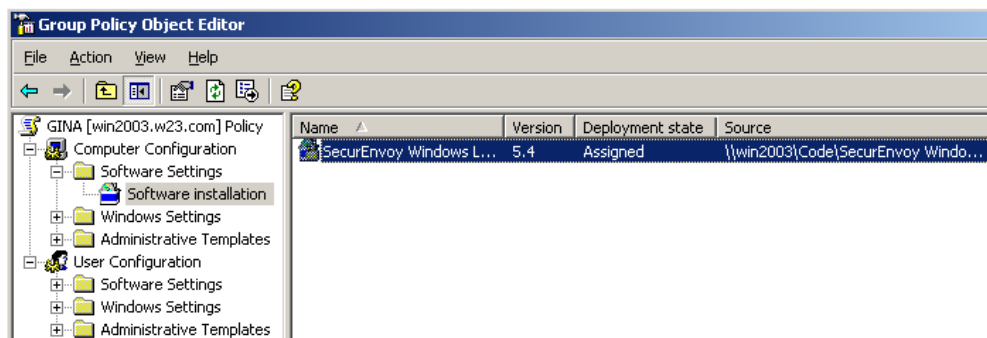 Group Policy Object Editor
File Action View Help
GINA [win2003.w23.com] Policy
Computer Configuration
Software Settings
Software installation
Windows Settings
Administrative Templates
User Configuration
Software Settings
Windows Settings
Administrative Templates
Name Version Deployment state Source
SecurEnvoy Windows L... 5.4 Assigned \\win2003\Code\SecurEnvoy Windo...